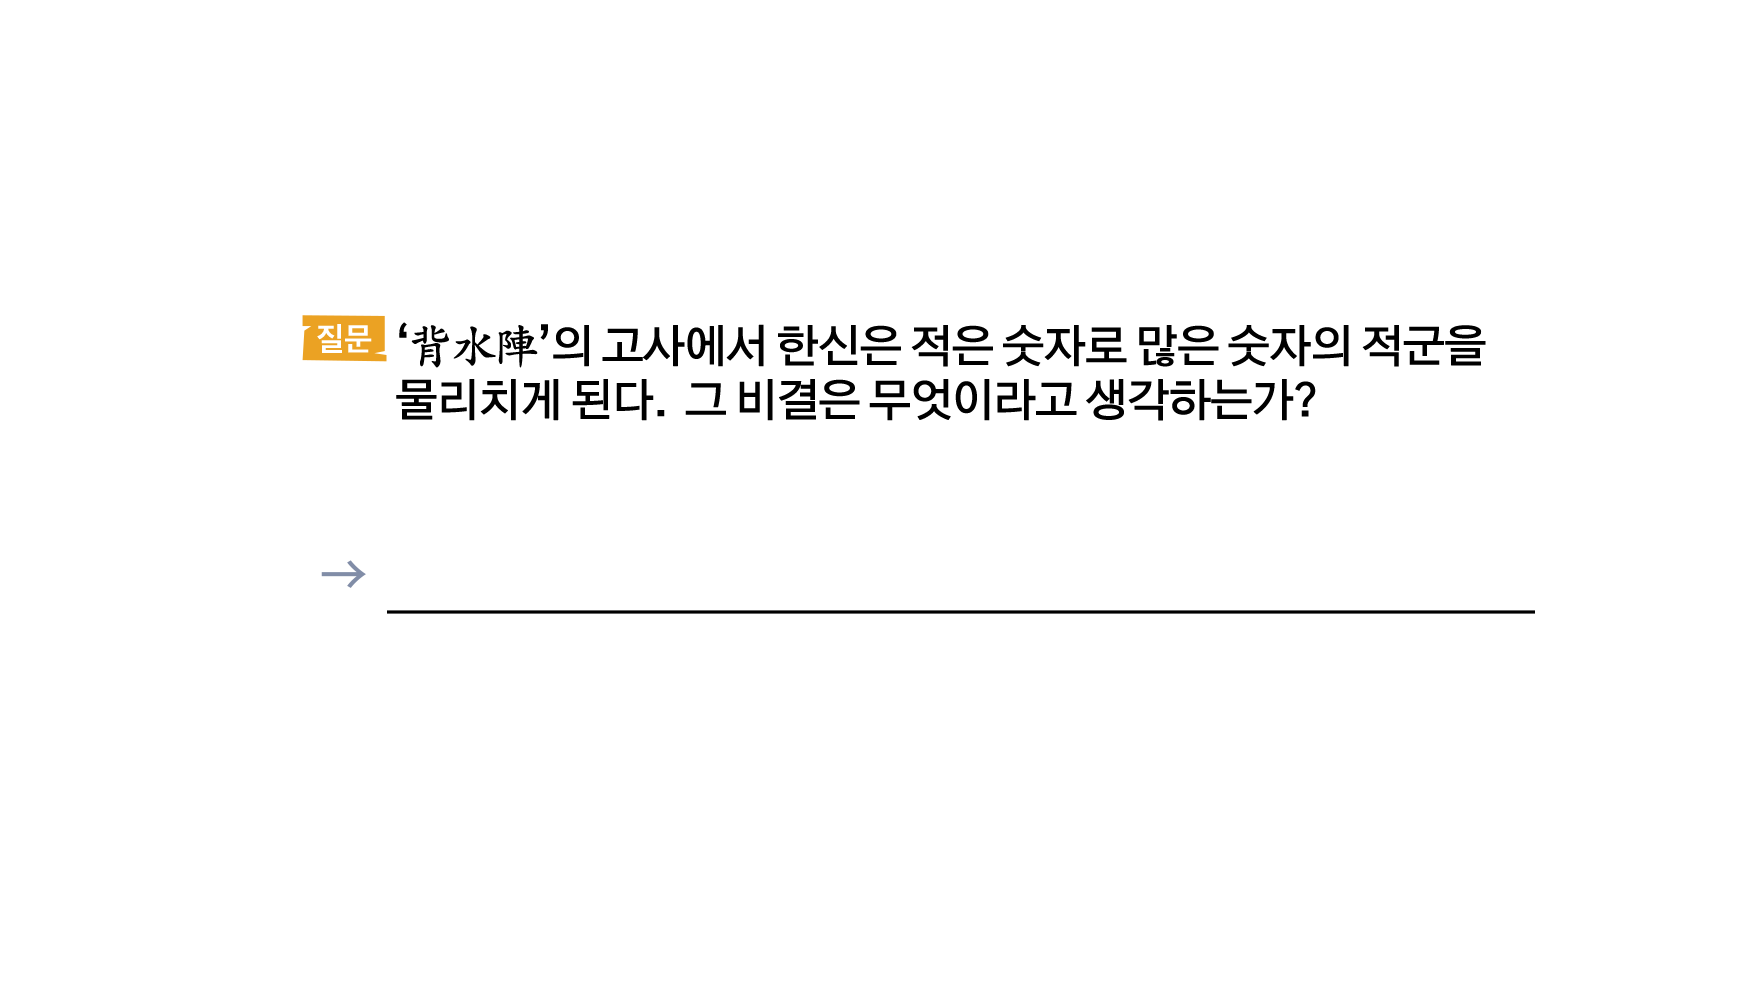 질문 ‘背水陣’의 고사에서 한신은 적은 숫자로 많은 숫자의 적군을
물리치게 된다. 그 비결은 무엇이라고 생각하는가?
→